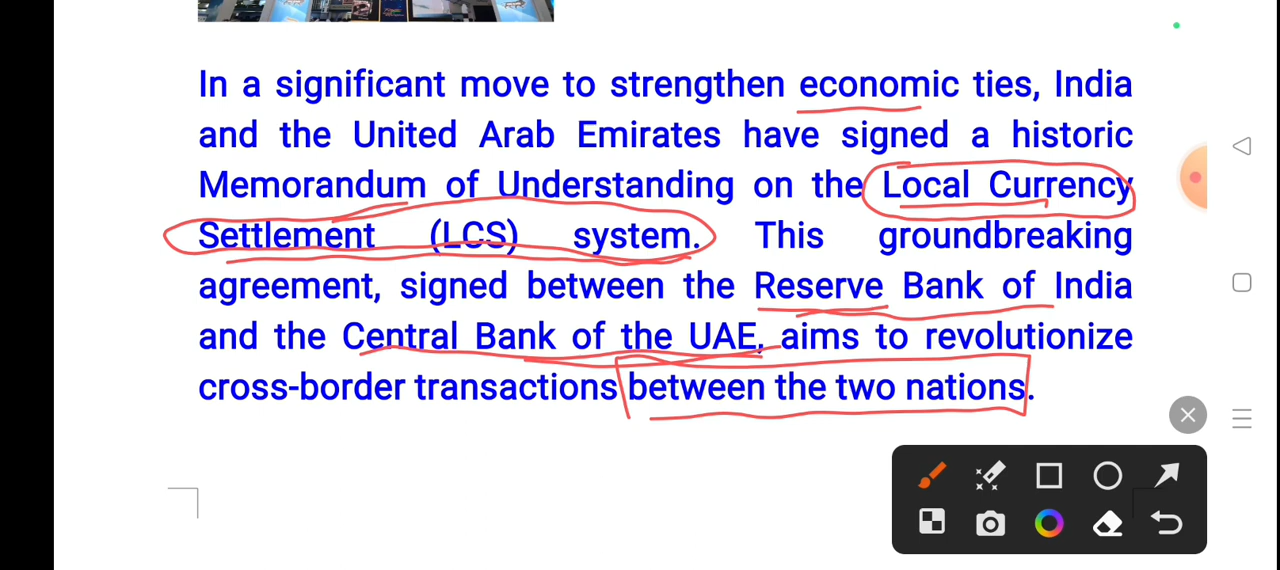 In a significant move to strengthen economic ties, India
and the United Arab Emirates have signed a historic
Memorandum of Understanding on the Local Currency
Settlement (LCS) system. This groundbreaking
agreement, signed between the Reserve Bank of India
and the Central Bank of the UAE, aims to revolutionize
cross-border transactions between the two nations.